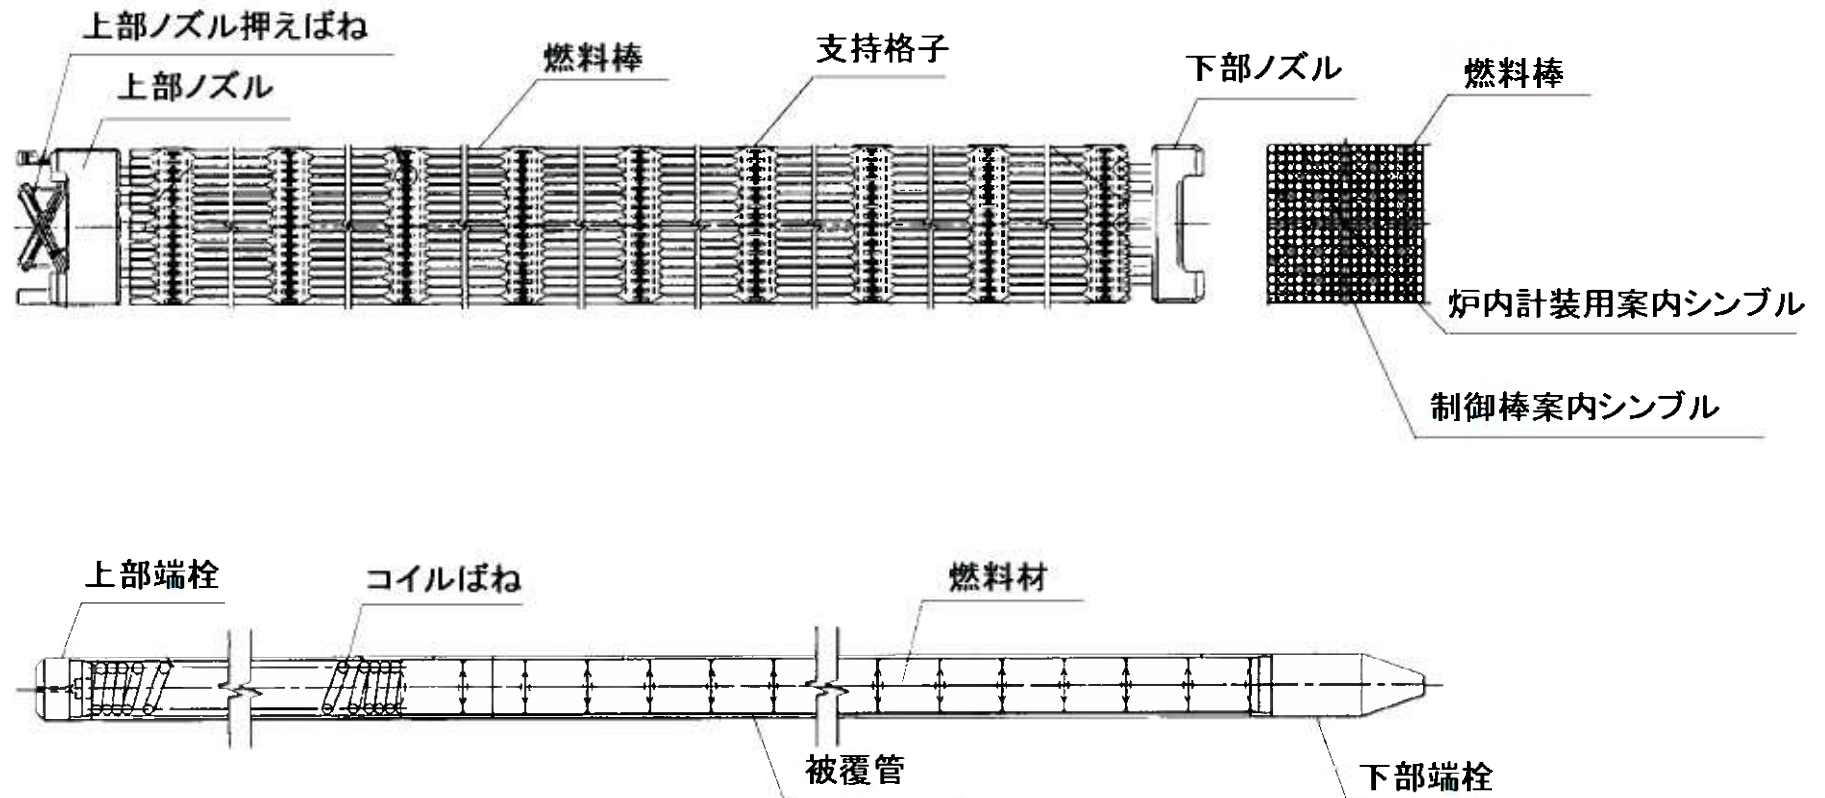 上部ノズル押えばね
上部ノズル
燃料棒
支持格子
下部ノズル
燃料棒
炉内計装用案内シンブル
制御棒案内シンブル
上部端栓
コイルばね
燃料材
被覆管
下部端栓